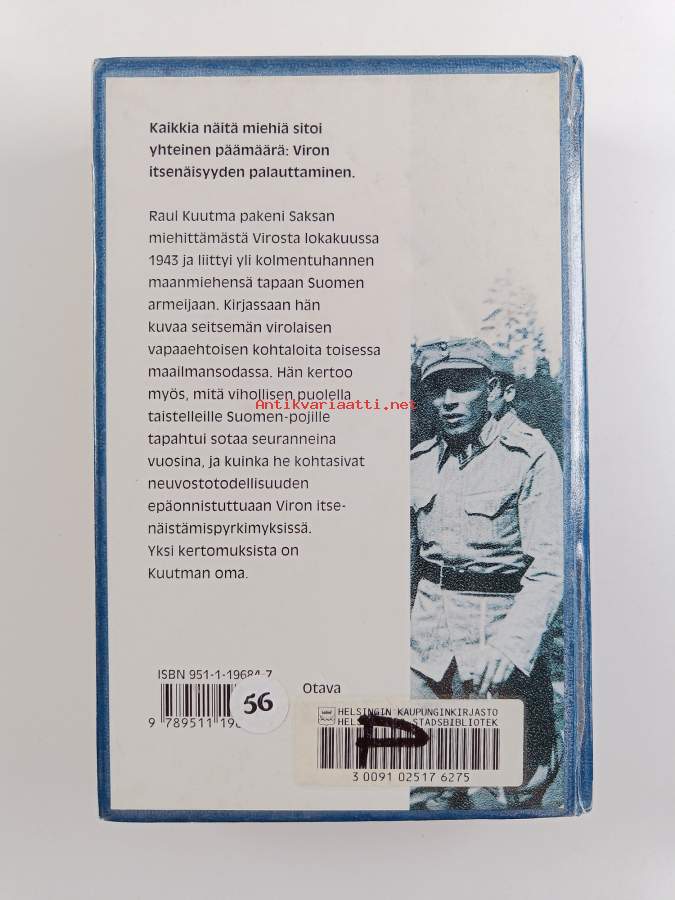 Kaikkia näitä miehiä sitoi
yhteinen päämäärä: Viron
itsenäisyyden palauttaminen.
Raul Kuutma pakeni Saksan
miehittämästä Virosta lokakuussa
1943 ja liittyi yli kolmentuhannen
maanmiehensä tapaan Suomen
armeijaan. Kirjassaan hän
kuvaa seitsemän virolaisen
vapaaehtoisen kohtaloita toisessa
maailmansodassa. Hän kertoo
myös, mitä vihollisen puolella
Antikvariaatti.net
taistelleille Suomen-pojille
tapahtui sotaa seuranneina
vuosina, ja kuinka he kohtasivat
neuvostotodellisuuden
epäonnistuttuaan Viron itse-
näistämispyrkimyksissä.
Yksi kertomuksista on
Kuutman oma.
ISBN 951-1-19684-7
56
9 789511 19
Otava
HELSINGIN KAUPUNGINKIRJASTO
STADSBIBLIOTEK
P
3 0091 02517 6275